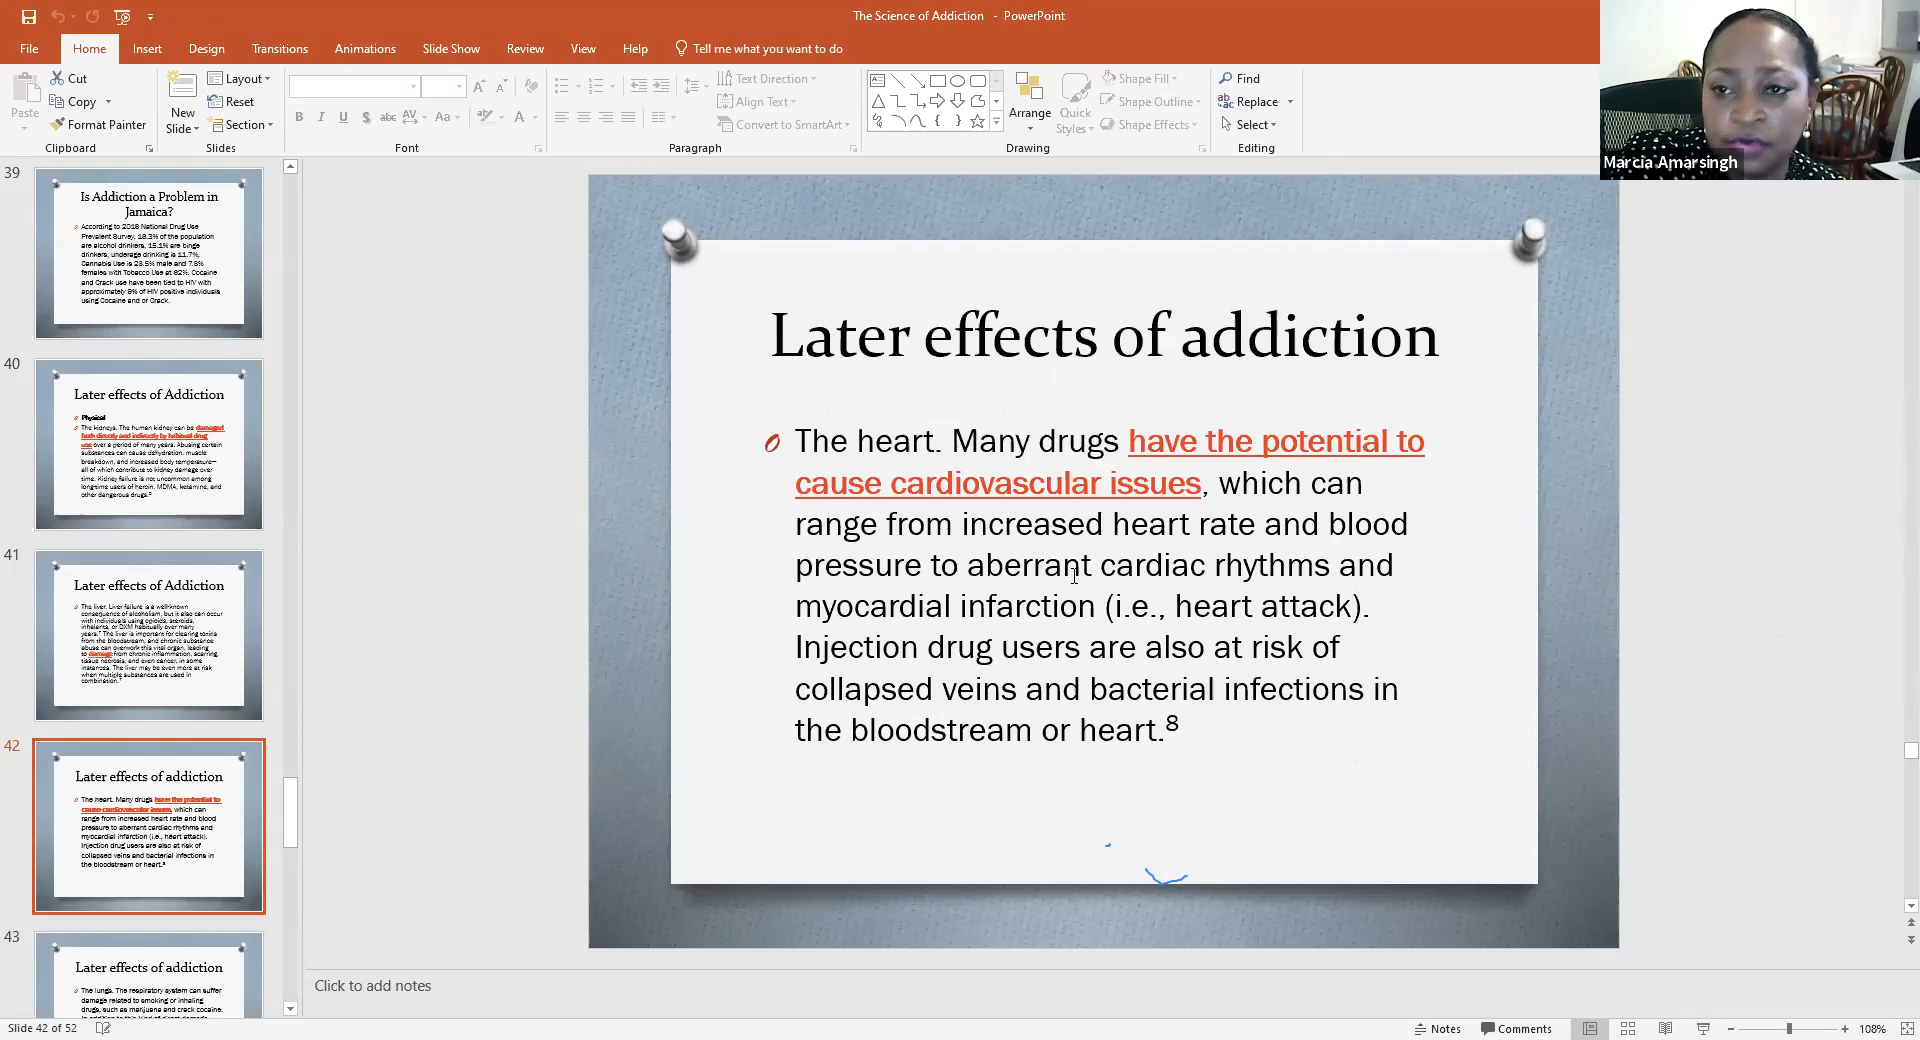 The Science of Addiction - PowerPoint
File Home Insert Design Transitions Animations Slide Show Review View Help Tell me what you want to do
Paste
Cut
Copy
Format Painter
Clipboard
New
Slide
Layout
Reset
Section
Slides
B I U S abc AV Aa A
Font
Text Direction
Align Text
Convert to SmartArt
Paragraph
Arrange
Quick
Styles
Shape Fill
Shape Outline
Shape Effects
Drawing
Find
Replace
Select
Editing
Marcia Amarsingh
39
Is Addiction a Problem in
Jamaica?
According to 2016 National Drug Use
Prevalent Survey, 16.3% of the population
are alcohol drinkers, 15.1% are binge
drinkers, underage drinking is 11.7%,
females with Tobacco Use at 62%. Cocaine
and Crack use have been tied to HIV with
approximately 9% of HIV positive individuals
using Cocaine and or Crack.
40
Later effects of Addiction
Physical
The kidneys. The human kidney can be damaged
both directly and indirectly by habitual drug
use over a period of many years. Abusing certain
substances can cause dehydration, muscle
breakdown, and increased body temperature—
all of which contribute to kidney damage over
time. Kidney failure is not uncommon among
long-time users of heroin, MDMA, ketamine, and
other dangerous drugs.
41
Later effects of Addiction
The liver. Liver failure is a well-known
consequence of alcoholism, but it also can occur
with individuals using opioids, steroids,
inhalants, or DXM habitually over many
years. The liver is important for clearing toxins
from the bloodstream, and chronic substance
abuse can overwork this vital organ, leading
to damage from chronic inflammation, scarring,
tissue necrosis, and even cancer, in some
instances. The liver may be even more at risk
when multiple substances are used in
combination.
42
Later effects of addiction
The heart. Many drugs have the potential to
cause cardiovascular issues, which can
range from increased heart rate and blood
pressure to aberrant cardiac rhythms and
myocardial infarction (i.e., heart attack).
Injection drug users are also at risk of
collapsed veins and bacterial infections in
the bloodstream or heart.8
43
Later effects of addiction
The lungs. The respiratory system can suffer
damage related to smoking or inhaling
drugs, such as marijuana and crack cocaine.
Later effects of addiction
The heart. Many drugs have the potential to
cause cardiovascular issues, which can
range from increased heart rate and blood
pressure to aberrant cardiac rhythms and
myocardial infarction (i.e., heart attack).
Injection drug users are also at risk of
collapsed veins and bacterial infections in
the bloodstream or heart.8
Click to add notes
Slide 42 of 52
Notes
Comments
108%